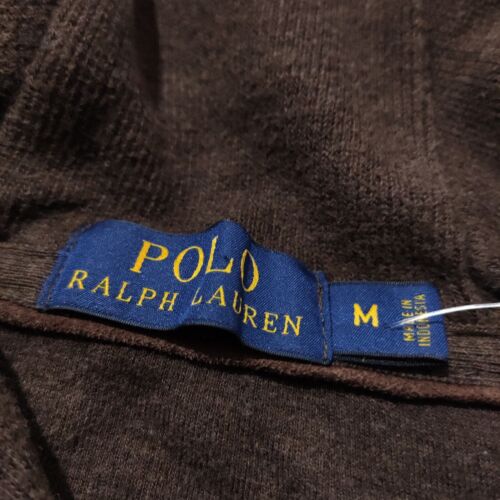 POLO
RALPH LAUREN
M
MADE IN
INDONESIA